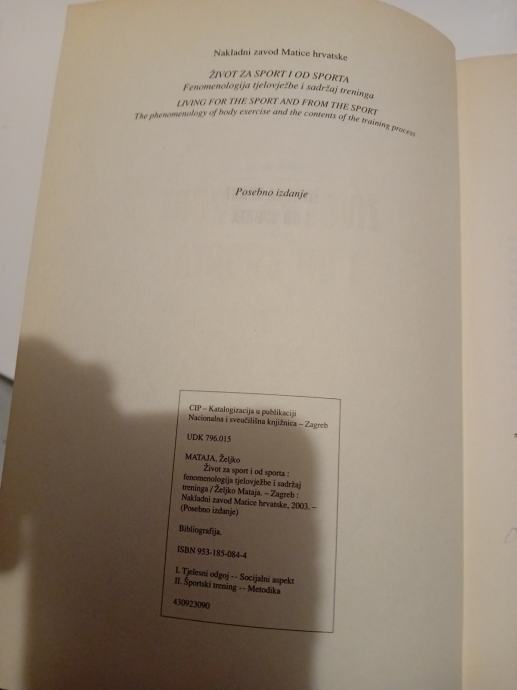 Nakladni zavod Matice hrvatske
ŽIVOT ZA SPORT I OD SPORTA
Fenomenologija tjelovježbe i sadržaj treninga
LIVING FOR THE SPORT AND FROM THE SPORT
The phenomenology of body exercise and the contents of the training process
Posebno izdanje
CIP – Katalogizacija u publikaciji
Nacionalna i sveučilišna knjižnica – Zagreb
UDK 796.015
MATAJA, Željko
Život za sport i od sporta :
fenomenologija tjelovježbe i sadržaj
treninga / Željko Mataja. – Zagreb :
Nakladni zavod Matice hrvatske, 2003. –
(Posebno izdanje)
Bibliografija.
ISBN 953-185-084-4
I. Tjelesni odgoj -- Socijalni aspekt
II. Športski trening -- Metodika
430923090